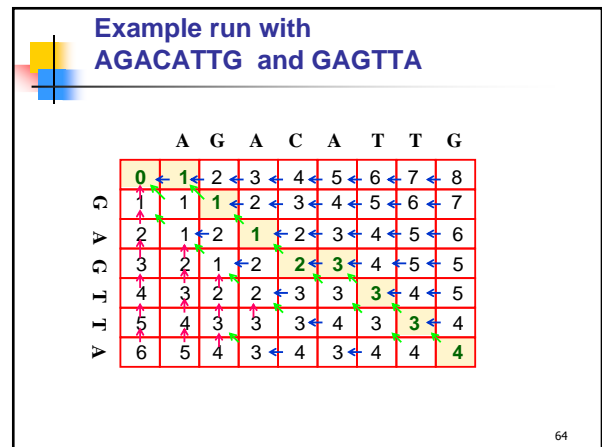 Example run with
AGACATTG and GAGTTA
A G A C A T T G
0 1 2 3 4 5 6 7 8
G 1 1 1 2 3 4 5 6 7
A 2 1 2 1 2 3 4 5 6
G 3 2 1 2 2 3 4 5 5
T 4 3 2 2 3 3 3 4 5
T 5 4 3 3 3 4 3 3 4
A 6 5 4 3 4 3 4 4 4
64